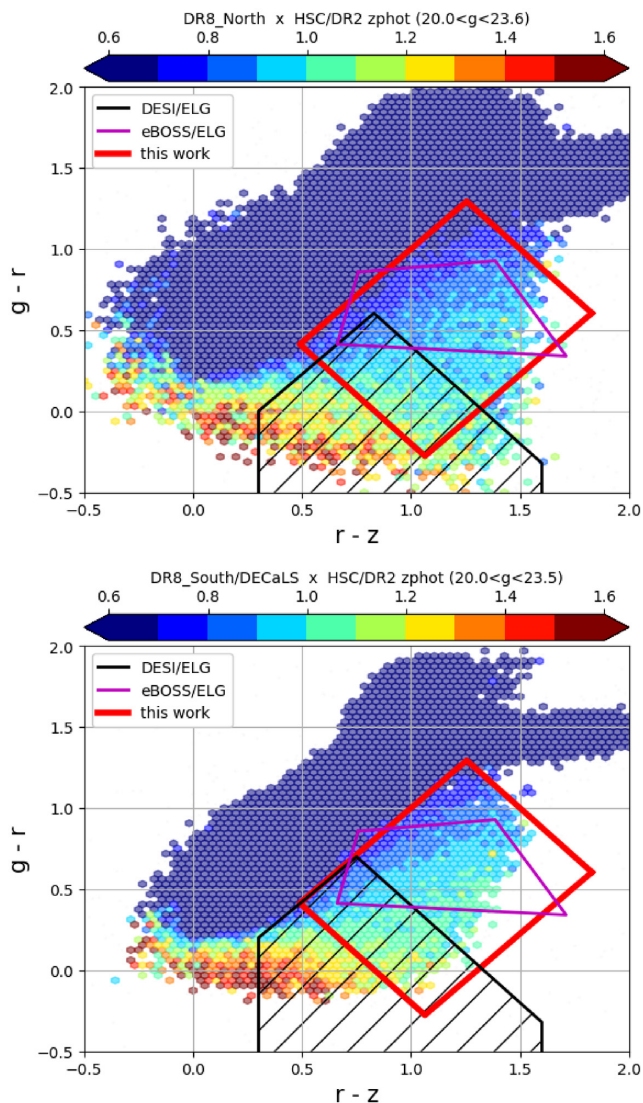 DR8_North x HSC/DR2 zphot (20.0<g<23.6)
0.6 0.8 1.0 1.2 1.4 1.6
DESI/ELG
eBOSS/ELG
this work
2.0
1.5
1.0
0.5
0.0
−0.5
g - r
−0.5 0.0 0.5 1.0 1.5 2.0
r - z
DR8_South/DECaLS x HSC/DR2 zphot (20.0<g<23.5)
0.6 0.8 1.0 1.2 1.4 1.6
DESI/ELG
eBOSS/ELG
this work
2.0
1.5
1.0
0.5
0.0
−0.5
g - r
−0.5 0.0 0.5 1.0 1.5 2.0
r - z